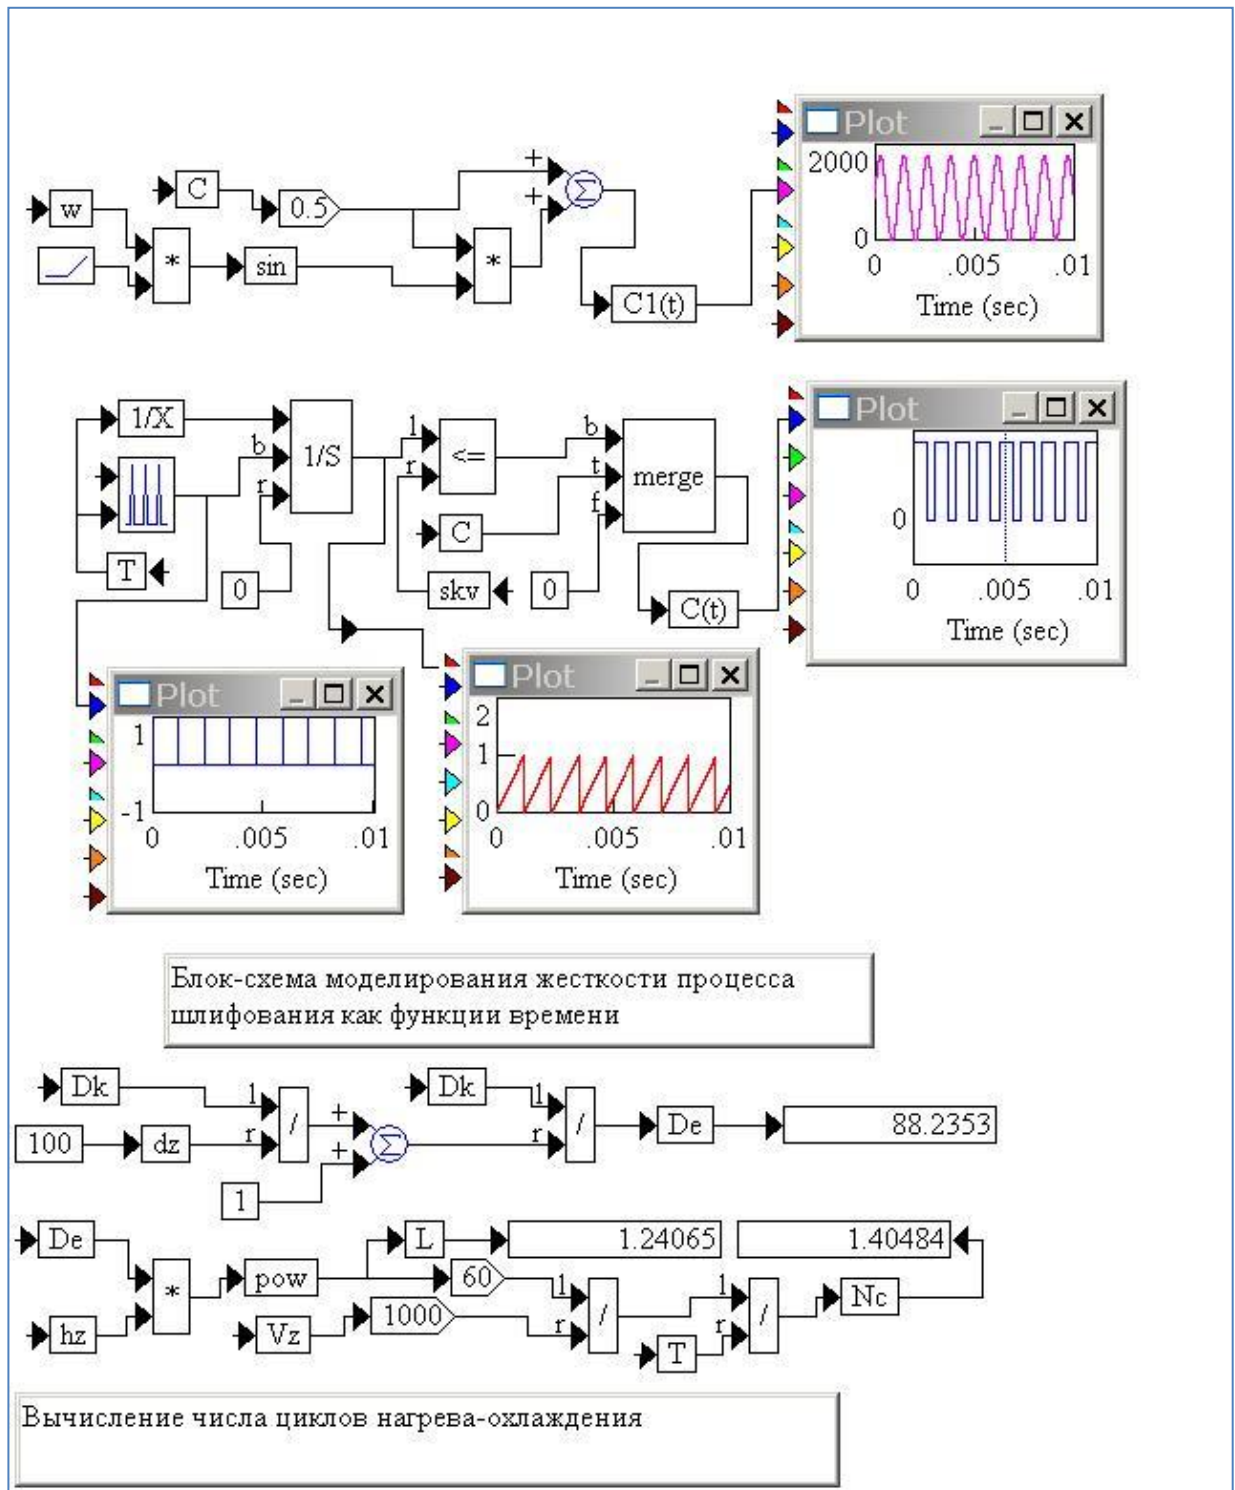 Plot
2000
0
0 .005 .01
Time (sec)
w
C
0.5
+
+
Σ
*
sin
*
C1(t)
Plot
0
0 .005 .01
Time (sec)
1/X
b
r
1/S
l
r
<=
b
t
f
merge
T
0
C
skv
0
C(t)
Plot
1
-1
0 .005 .01
Time (sec)
Plot
2
1
0
0 .005 .01
Time (sec)
Блок-схема моделирования жесткости процесса
шлифования как функции времени
Dk
100
dz
l
r
/
+
+
Σ
1
Dk
l
r
/
De
88.2353
De
hz
*
pow
L
1.24065
1.40484
60
Vz
1000
l
r
/
T
l
r
/
Nc
Вычисление числа циклов нагрева-охлаждения